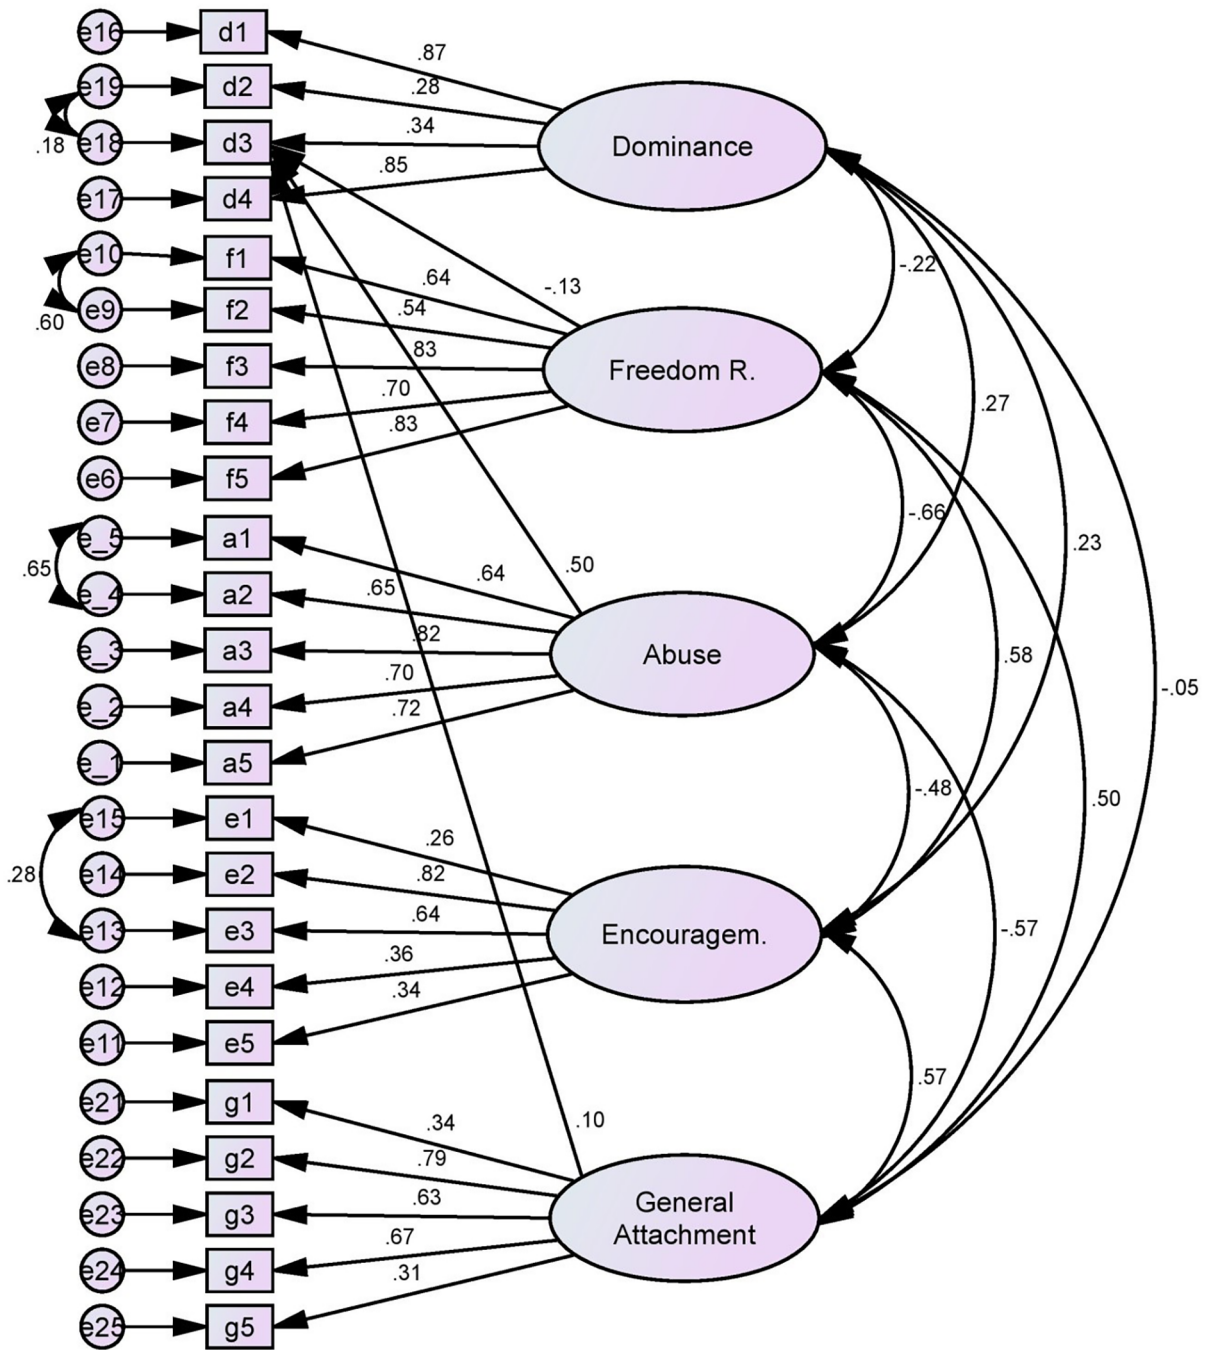 e16 d1 .87
e19 d2 .28
.18 e18 d3 .34
e17 d4 .85
Dominance
e10 f1 .64 -.13
e9 f2 .54
.60
e8 f3 83
e7 f4 .70
e6 f5 .83
Freedom R.
-.22
.27
e_5 a1 .64 .50
.65 e_4 a2 .65
e_3 a3 .82
e_2 a4 .70
e_1 a5 .72
Abuse
-.66
.23
.58
-.05
e15 e1 .26
.28 e14 e2 .82
e13 e3 .64
e12 e4 .36
e11 e5 .34
Encouragem.
-.48
.50
-.57
.57
e21 g1 .34 .10
e22 g2 .79
e23 g3 .63
e24 g4 .67
e25 g5 .31
General
Attachment